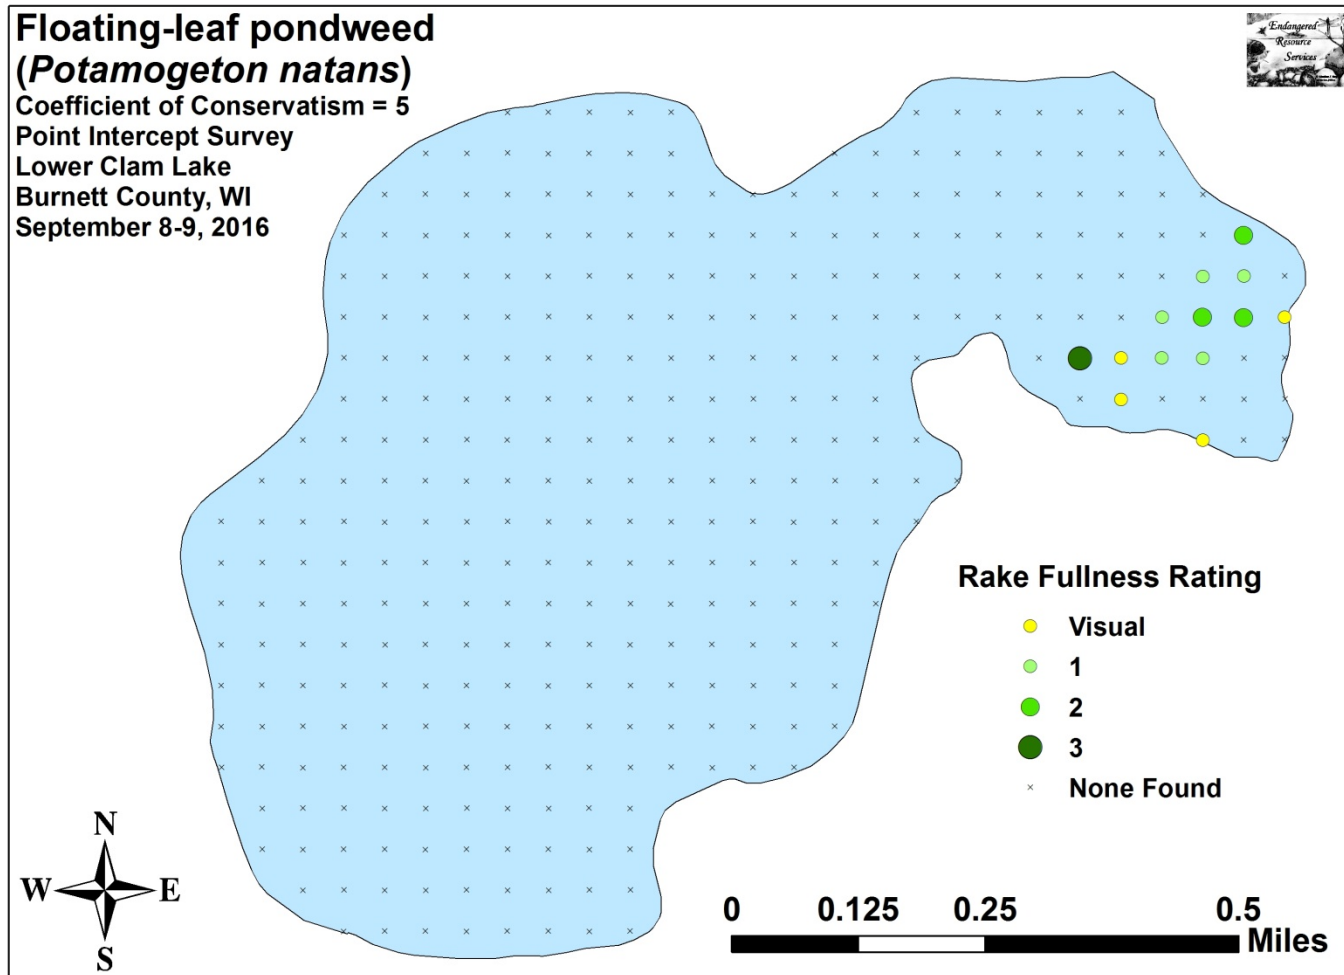 Floating-leaf pondweed
(Potamogeton natans)
Coefficient of Conservatism = 5
Point Intercept Survey
Lower Clam Lake
Burnett County, WI
September 8-9, 2016
Endangered
Resource
Services
Rake Fullness Rating
Visual
1
2
3
None Found
N
W E
S
0 0.125 0.25 0.5
Miles